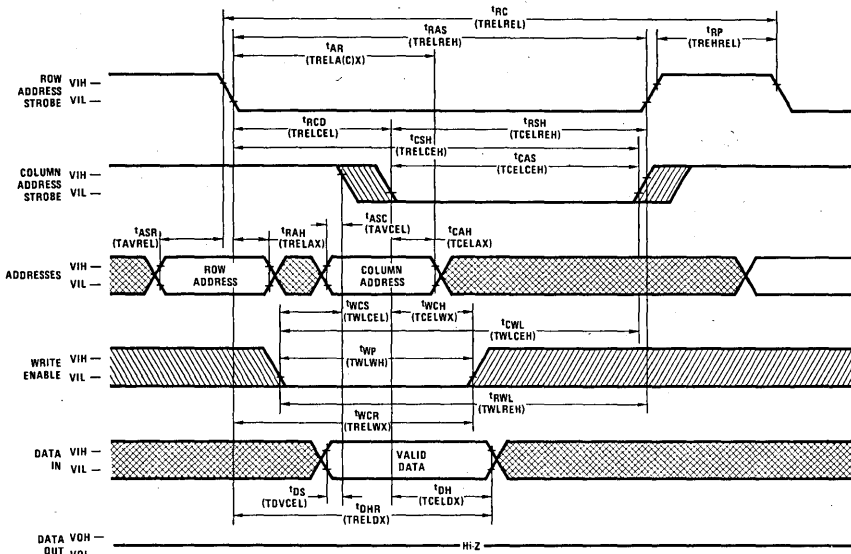 tRC
(TRELREL)
tRAS
(TRELREH)
tRP
(TREHREL)
tAR
(TRELA(C)X)
ROW
ADDRESS
STROBE
VIH
VIL
tRCD
(TRELCEL)
tRSH
(TCELREH)
tCSH
(TRELCEH)
tCAS
(TCELCEH)
COLUMN
ADDRESS
STROBE
VIH
VIL
tASR
(TAVREL)
tRAH
(TRELAX)
tASC
(TAVCEL)
tCAH
(TCELAX)
ADDRESSES
VIH
VIL
ROW
ADDRESS
COLUMN
ADDRESS
tWCS
(TWLCEL)
tWCH
(TCELWX)
tCWL
(TWLCEH)
tWP
(TWLWH)
WRITE
ENABLE
VIH
VIL
tRWL
(TWLREH)
tWCR
(TRELWX)
DATA
IN
VIH
VIL
VALID
DATA
tDS
(TDVCEL)
tDH
(TCELDX)
tDHR
(TRELDX)
DATA
OUT
VOH
VOL
Hi-Z